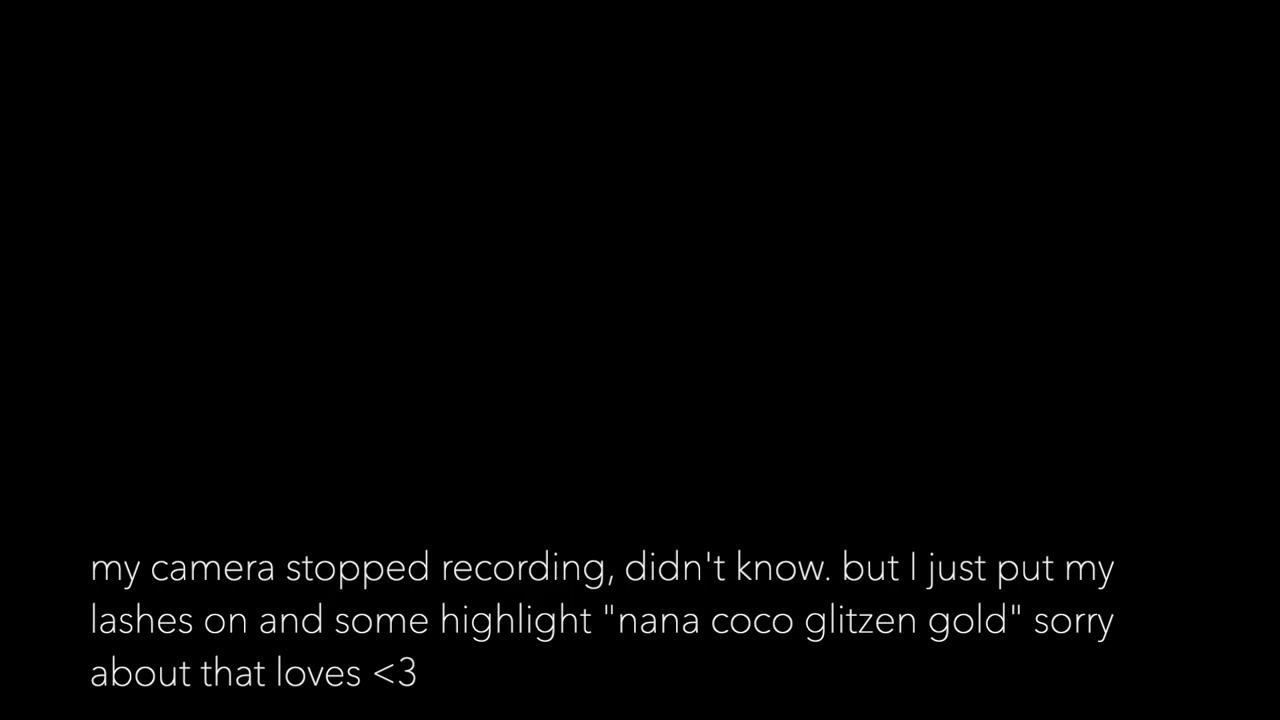 my camera stopped recording, didn't know. but I just put my
lashes on and some highlight "nana coco glitzen gold" sorry
about that loves <3